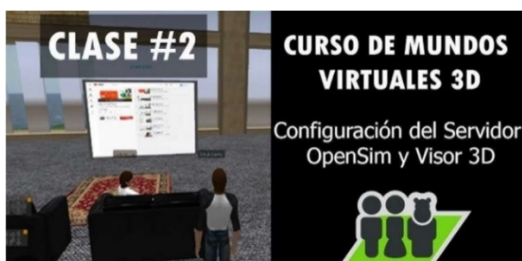 CLASE #2
CURSO DE MUNDOS
VIRTUALES 3D
Configuración del Servidor
OpenSim y Visor 3D